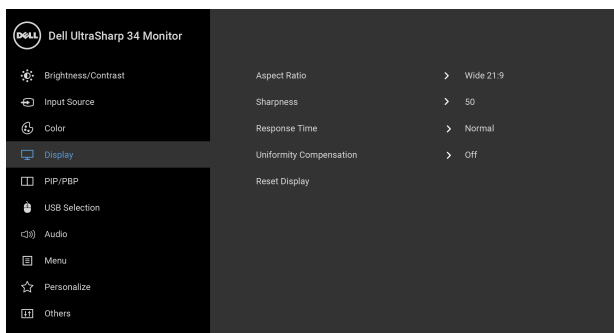 DELL Dell UltraSharp 34 Monitor
Brightness/Contrast
Input Source
Color
Display
PIP/PBP
USB Selection
Audio
Menu
Personalize
Others
Aspect Ratio > Wide 21:9
Sharpness > 50
Response Time > Normal
Uniformity Compensation > Off
Reset Display